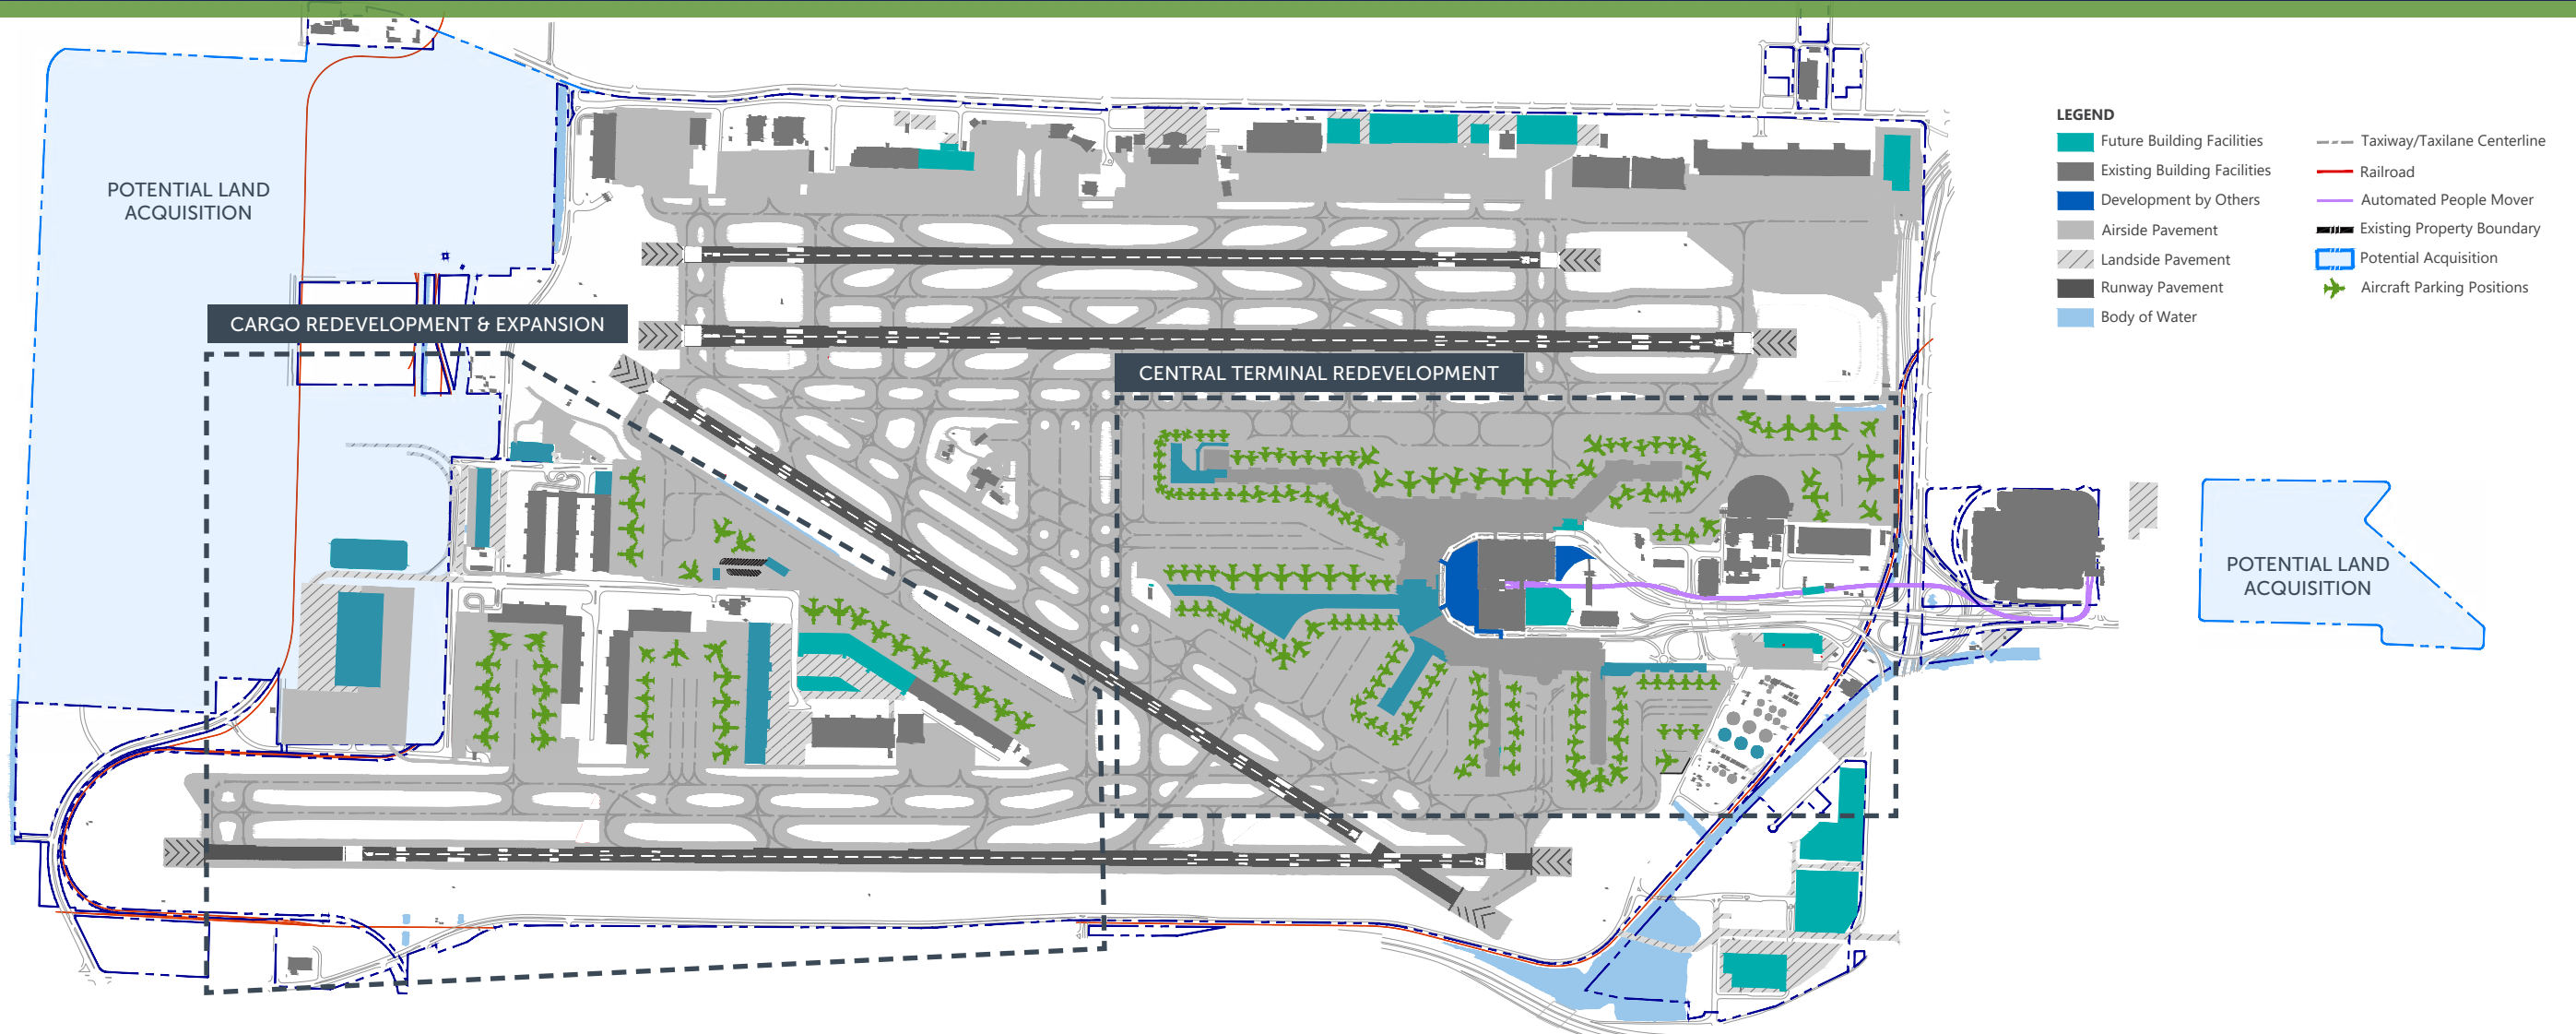 LEGEND
Future Building Facilities
Existing Building Facilities
Development by Others
Airside Pavement
Landside Pavement
Runway Pavement
Body of Water
Taxiway/Taxilane Centerline
Railroad
Automated People Mover
Existing Property Boundary
Potential Acquisition
Aircraft Parking Positions
POTENTIAL LAND
ACQUISITION
CARGO REDEVELOPMENT & EXPANSION
CENTRAL TERMINAL REDEVELOPMENT
POTENTIAL LAND
ACQUISITION